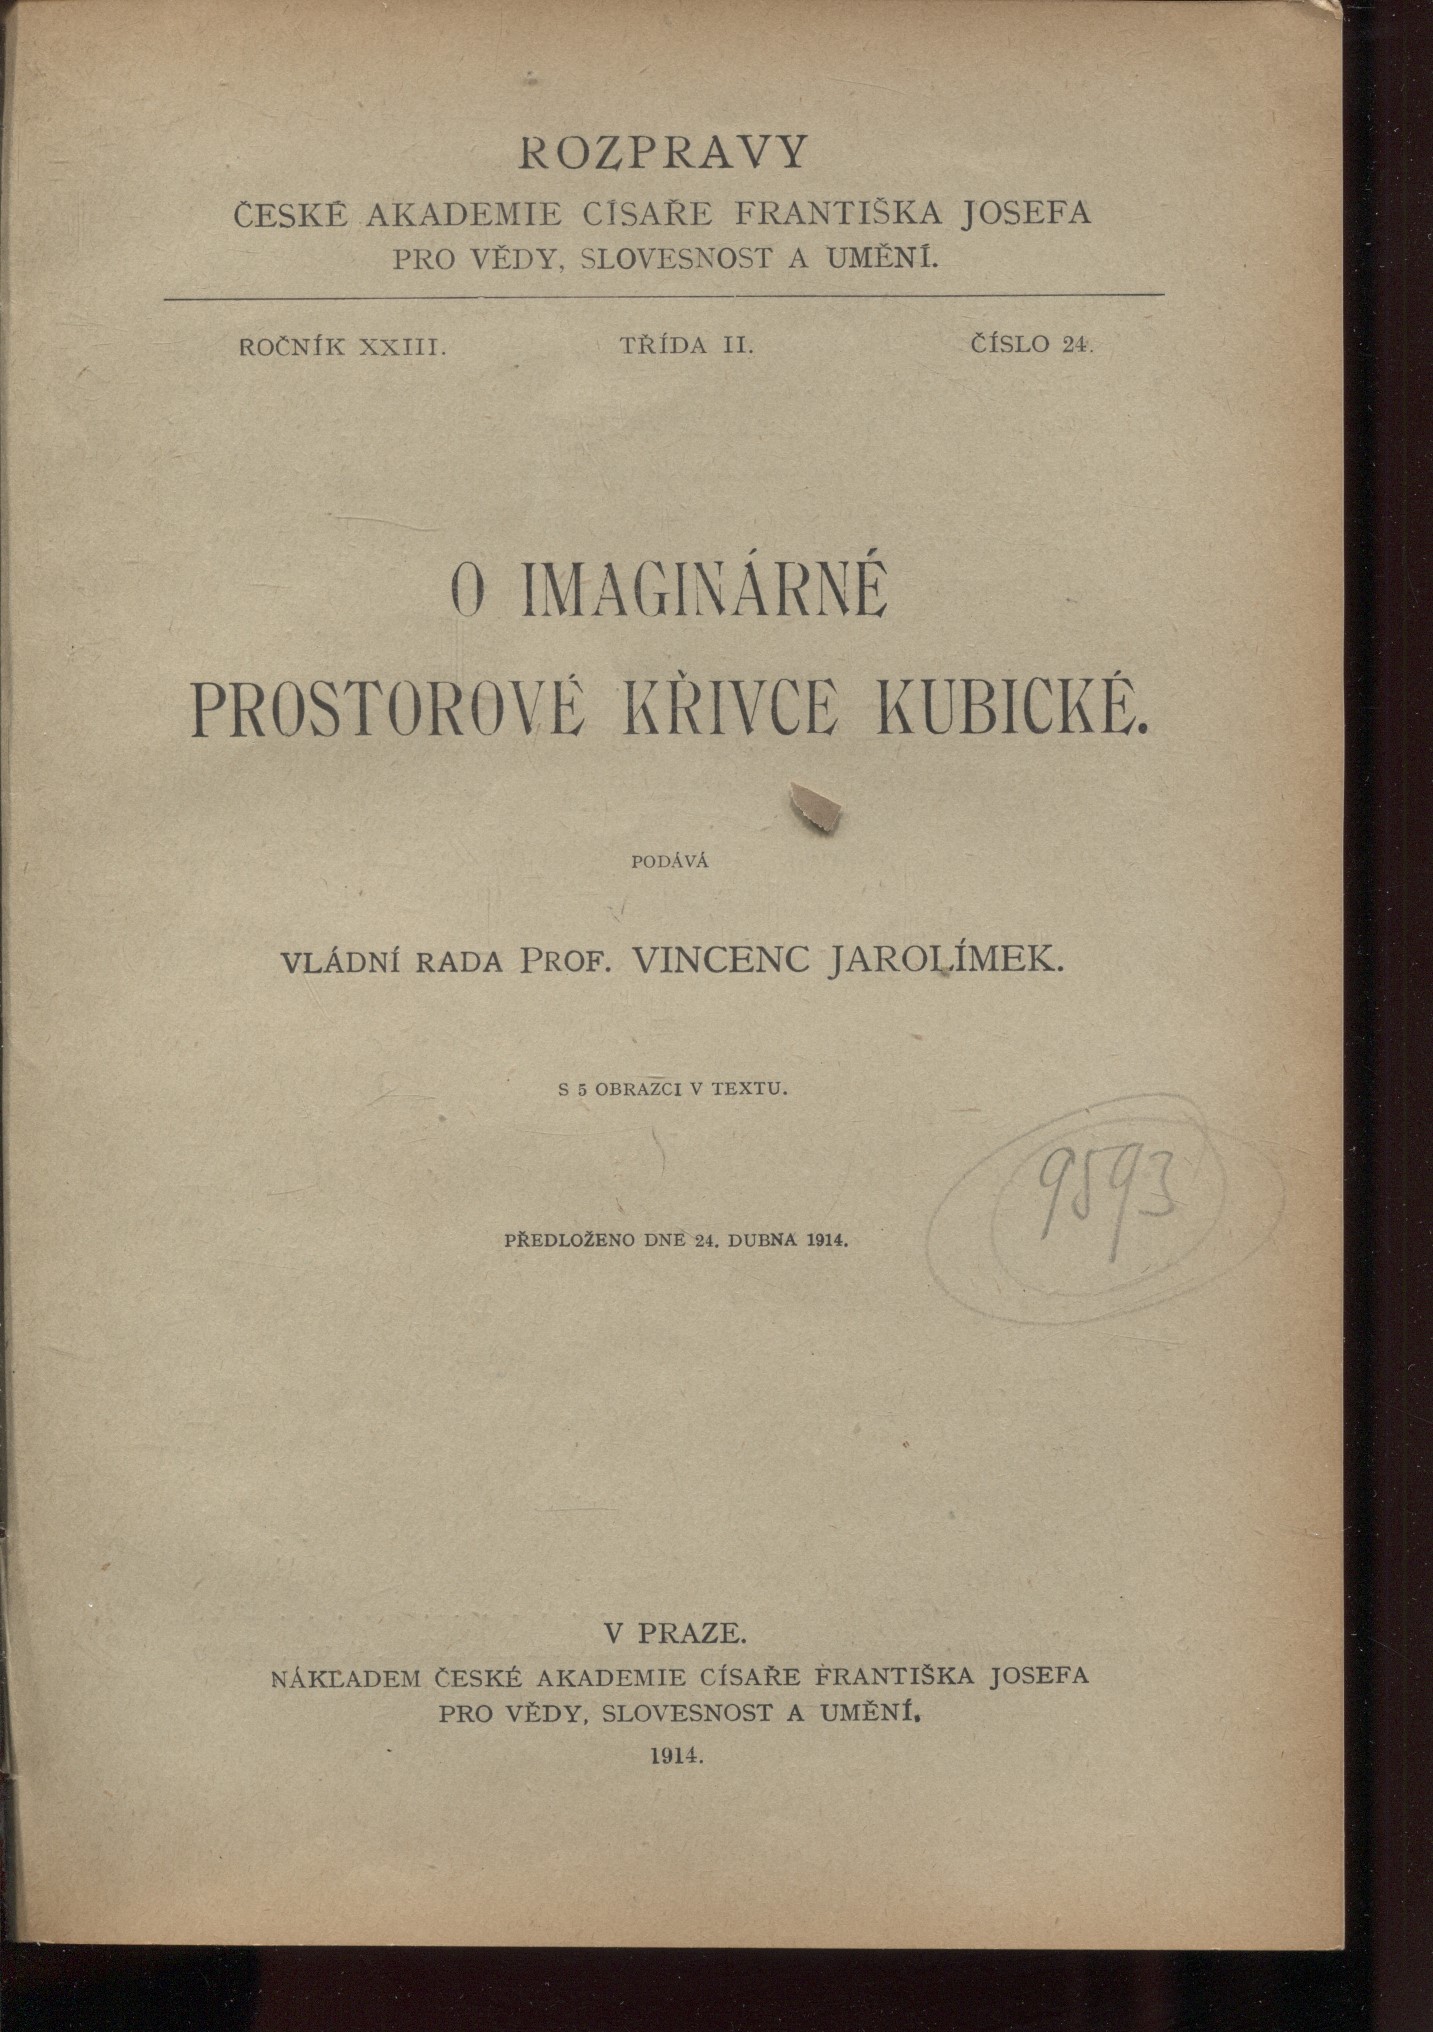 ROZPRAVY
ČESKÉ AKADEMIE CÍSAŘE FRANTIŠKA JOSEFA
PRO VĚDY, SLOVESNOST A UMĚNÍ.
ROČNÍK XXIII. TŘÍDA II. ČÍSLO 24.
O IMAGINÁRNÉ
PROSTOROVÉ KŘIVCE KUBICKÉ.
PODÁVÁ
VLÁDNÍ RADA PROF. VINCENC JAROLÍMEK.
S 5 OBRAZCI V TEXTU.
9593
PŘEDLOŽENO DNE 24. DUBNA 1914.
V PRAZE.
NÁKLADEM ČESKÉ AKADEMIE CÍSAŘE FRANTIŠKA JOSEFA
PRO VĚDY, SLOVESNOST A UMĚNÍ.
1914.